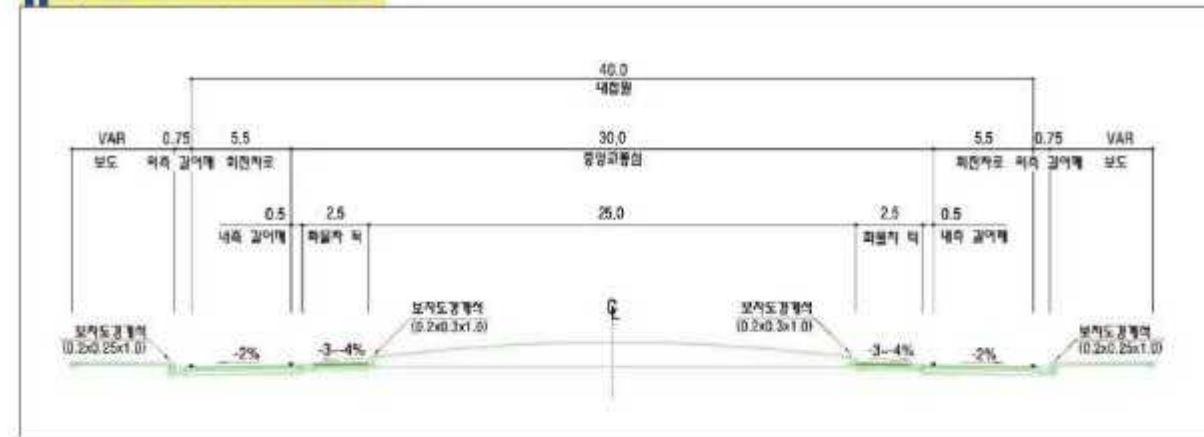 40.0
내접원
VAR 0.75 5.5 30.0 5.5 0.75 VAR
보도 외측 길어깨 회전차로 중앙교통섬 회전차로 외측 길어깨 보도
0.5 2.5 25.0 2.5 0.5
내측 길어깨 화물차 턱 화물차 턱 내측 길어깨
보차도경계석 보차도경계석
(0.2x0.3x1.0) (0.2x0.3x1.0)
보차도경계석 보차도경계석
(0.2x0.25x1.0) (0.2x0.25x1.0)
-2% -3~-4% -3~-4% -2%